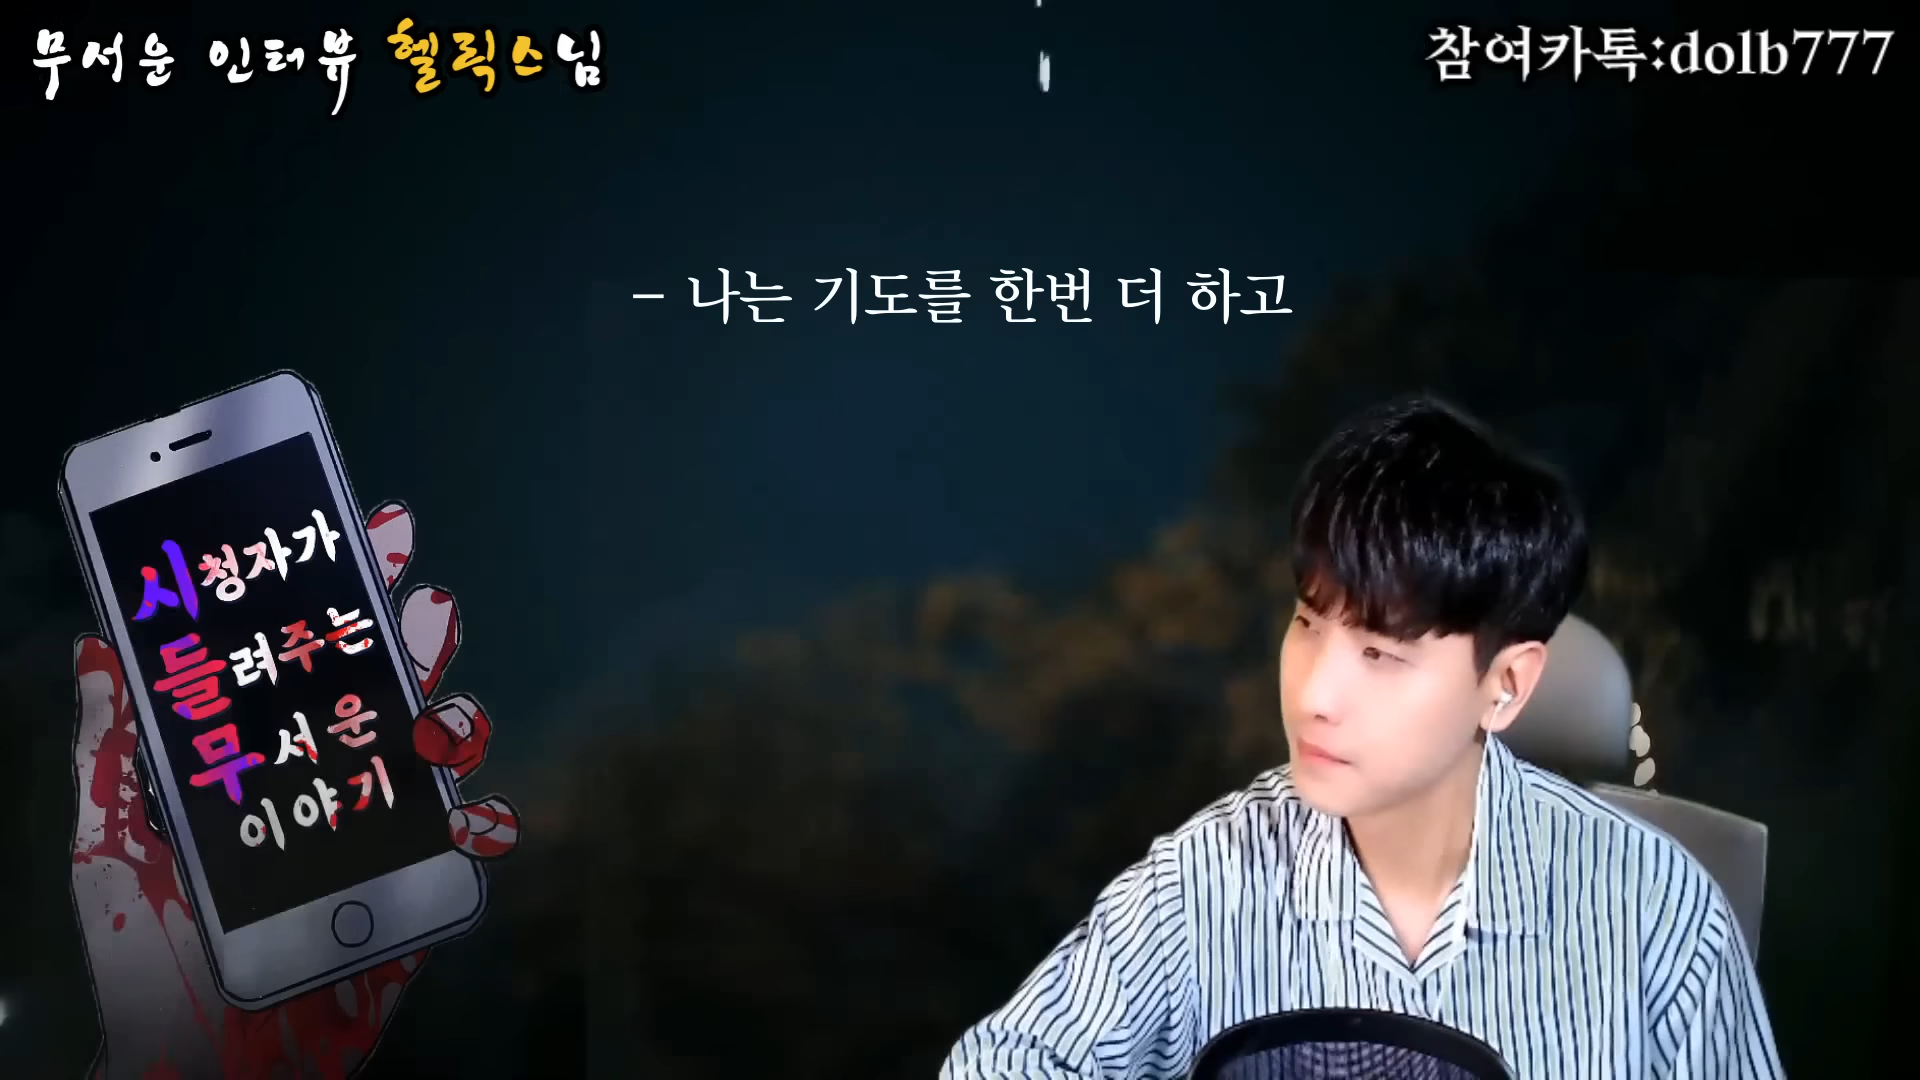 무서운 인터뷰 헬릭스님
참여카톡:dolb777
- 나는 기도를 한번 더 하고
시청자가
들려주는
무서운
이야기